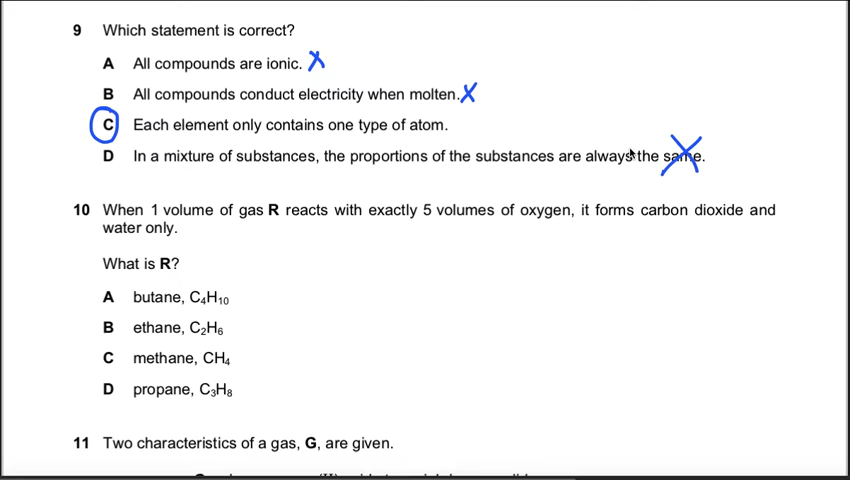 9 Which statement is correct?
A All compounds are ionic.
B All compounds conduct electricity when molten.
C Each element only contains one type of atom.
D In a mixture of substances, the proportions of the substances are always the same.
10 When 1 volume of gas R reacts with exactly 5 volumes of oxygen, it forms carbon dioxide and
water only.
What is R?
A butane, C₄H₁₀
B ethane, C₂H₆
C methane, CH₄
D propane, C₃H₈
11 Two characteristics of a gas, G, are given.